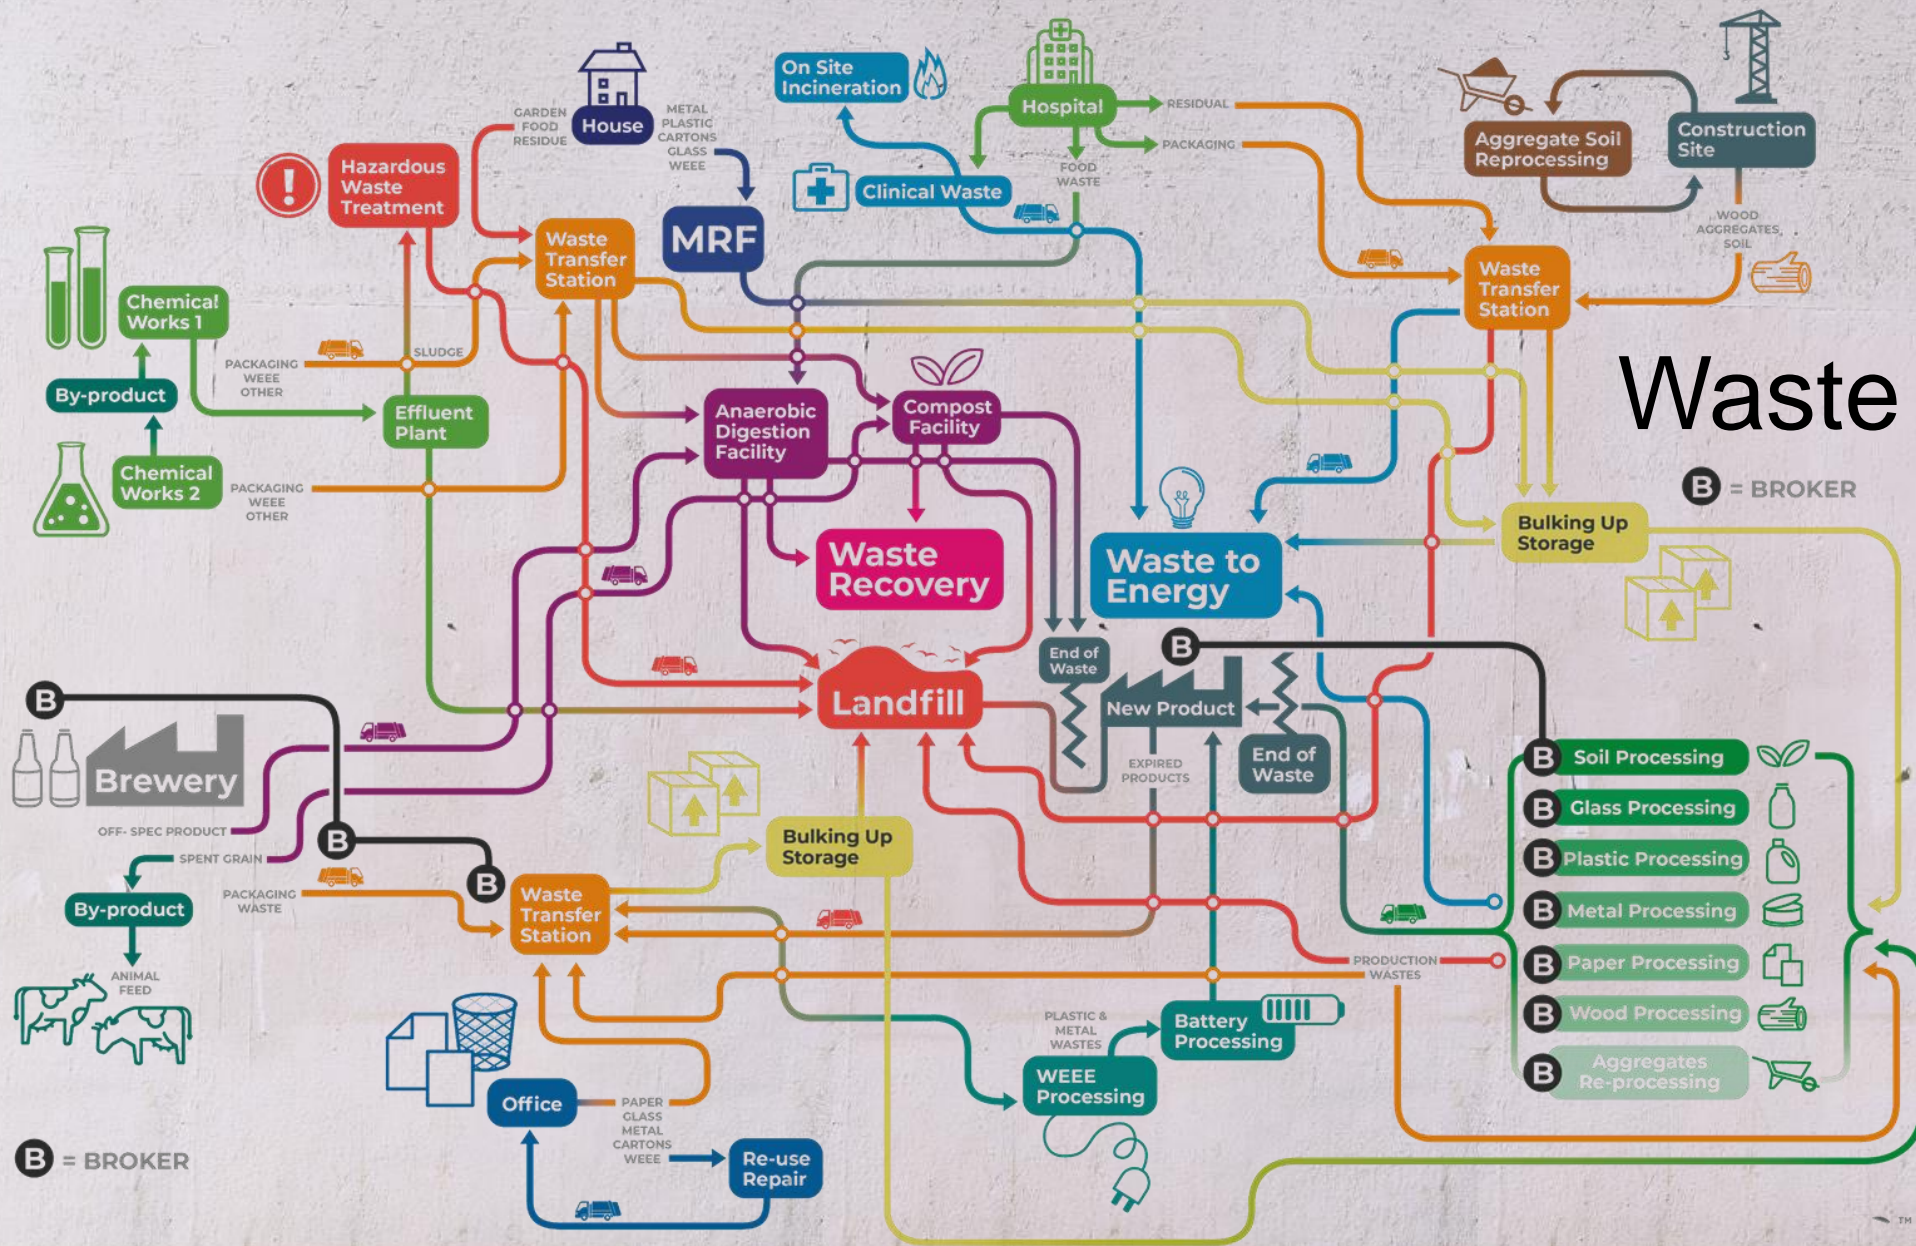 On Site
Incineration
Hospital
RESIDUAL
PACKAGING
FOOD
WASTE
Clinical Waste
Aggregate Soil
Reprocessing
Construction
Site
WOOD
AGGREGATES,
SOIL
GARDEN
FOOD
RESIDUE
House
METAL
PLASTIC
CARTONS
GLASS
WEEE
Hazardous
Waste
Treatment
Waste
Transfer
Station
MRF
Waste
Transfer
Station
Chemical
Works 1
PACKAGING
WEEE
OTHER
SLUDGE
By-product
Effluent
Plant
Chemical
Works 2
PACKAGING
WEEE
OTHER
Anaerobic
Digestion
Facility
Compost
Facility
Waste
B = BROKER
Bulking Up
Storage
Waste
Recovery
Waste to
Energy
End of
Waste
B
New Product
End of
Waste
Landfill
EXPIRED
PRODUCTS
B
Brewery
OFF- SPEC PRODUCT
SPENT GRAIN
B
B
By-product
PACKAGING
WASTE
ANIMAL
FEED
Waste
Transfer
Station
Bulking Up
Storage
B Soil Processing
B Glass Processing
B Plastic Processing
B Metal Processing
B Paper Processing
B Wood Processing
B Aggregates
Re-processing
PRODUCTION
WASTES
PLASTIC &
METAL
WASTES
Battery
Processing
WEEE
Processing
Office
PAPER
GLASS
METAL
CARTONS
WEEE
Re-use
Repair
B = BROKER
TM